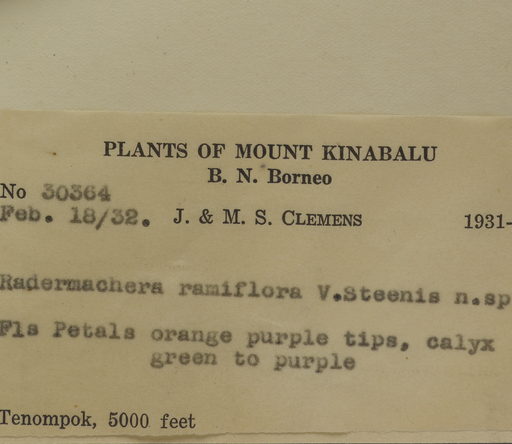 PLANTS OF MOUNT KINABALU
B. N. Borneo
No 30364
Feb. 18/32. J. & M. S. CLEMENS 1931-
Radermachera ramiflora V.Steenis n.sp
Fls Petals orange purple tips, calyx
green to purple
Tenompok, 5000 feet